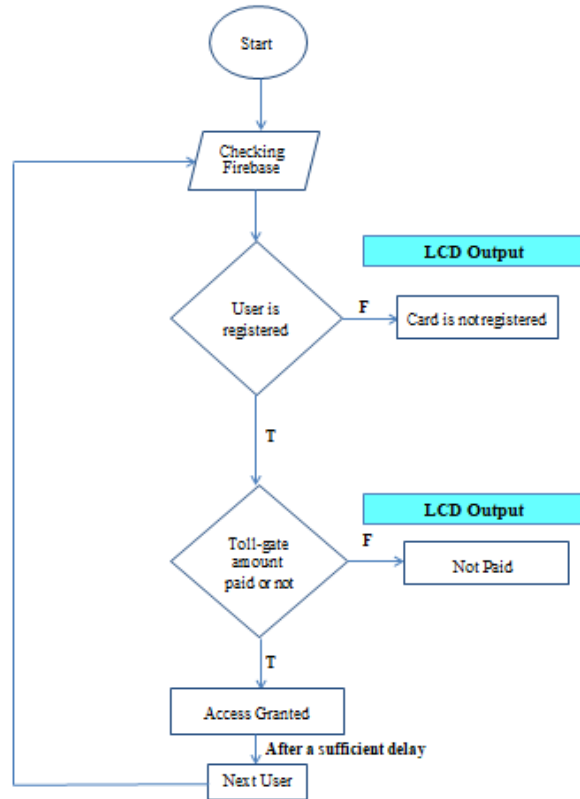 Start
Checking
Firebase
LCD Output
User is
registered
F
Card is not registered
T
LCD Output
Toll-gate
amount
paid or not
F
Not Paid
T
Access Granted
After a sufficient delay
Next User